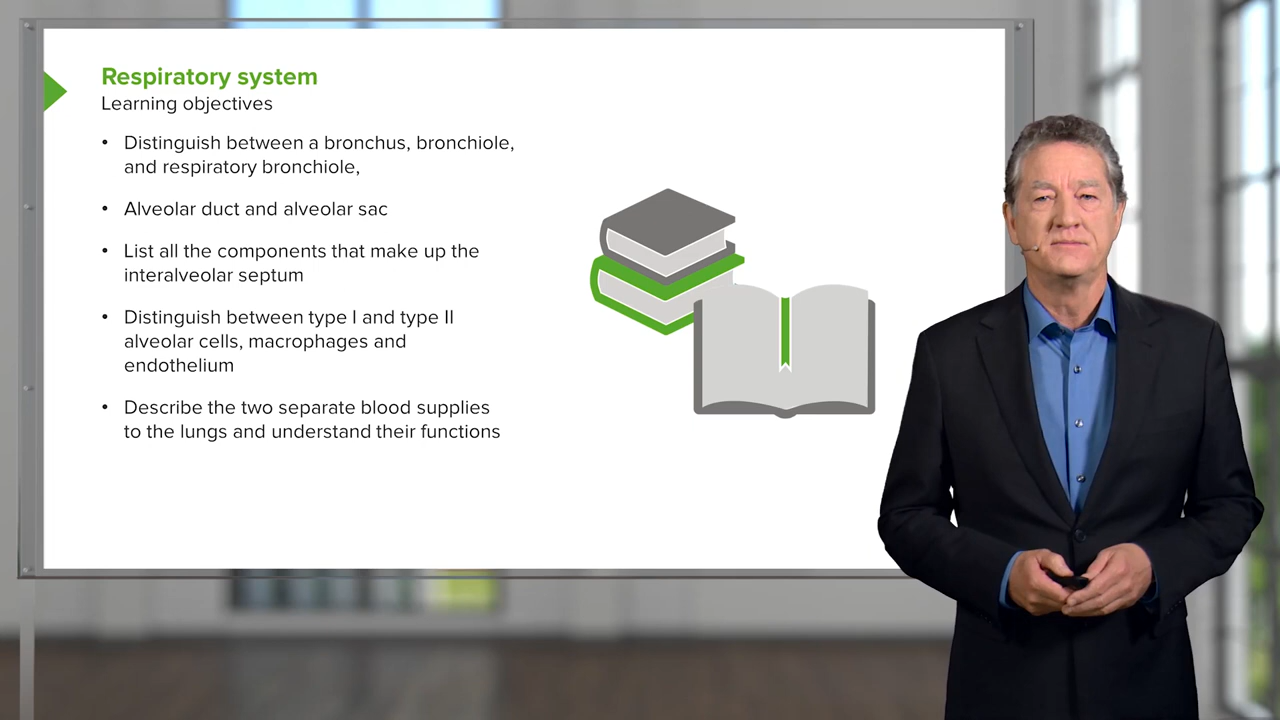 Respiratory system
Learning objectives
• Distinguish between a bronchus, bronchiole,
and respiratory bronchiole,
• Alveolar duct and alveolar sac
• List all the components that make up the
interalveolar septum
• Distinguish between type I and type II
alveolar cells, macrophages and
endothelium
• Describe the two separate blood supplies
to the lungs and understand their functions